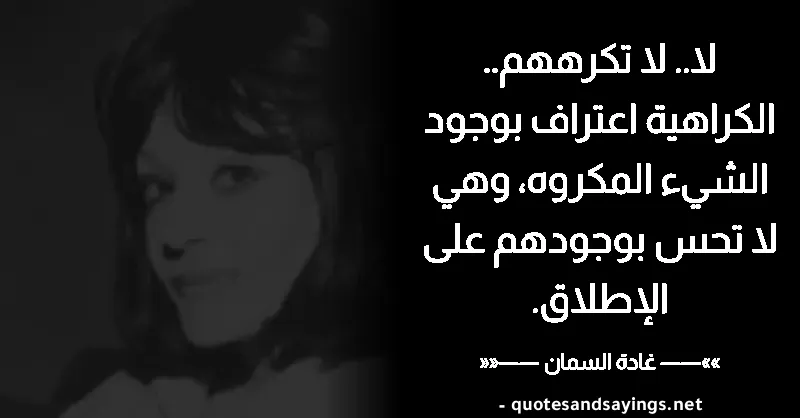 لا.. لا تكرههم..
الكراهية اعتراف بوجود
الشيء المكروه، وهي
لا تحس بوجودهم على
الإطلاق.
»»—— غادة السمان ——««
- quotesandsayings.net